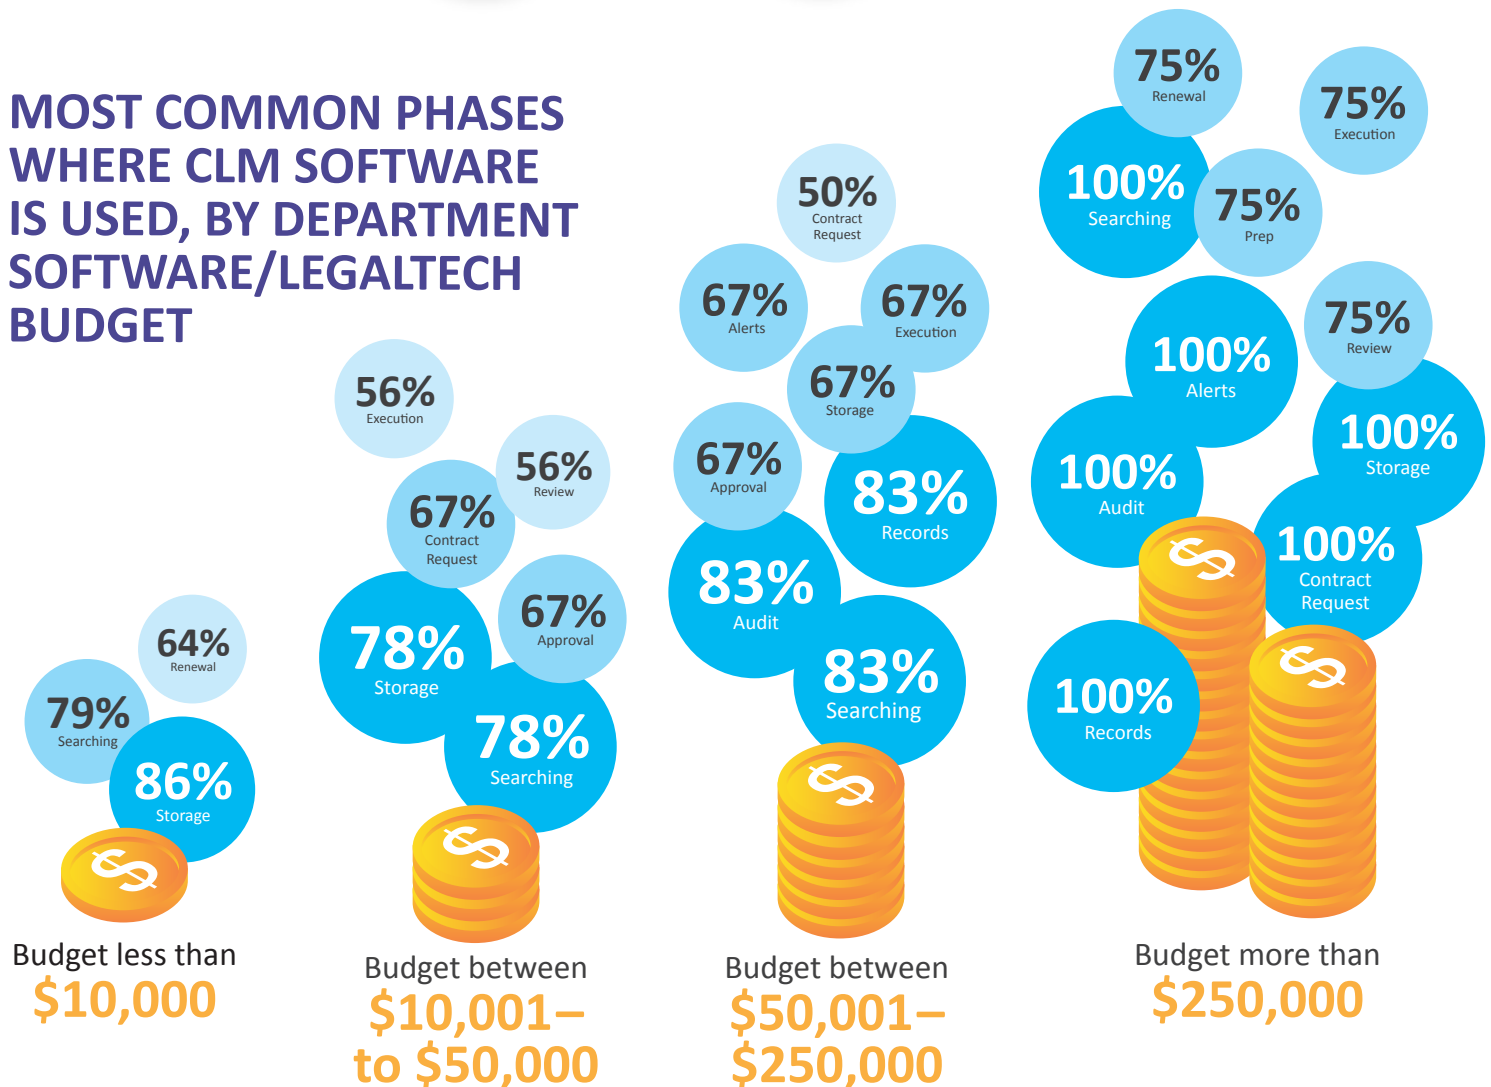 MOST COMMON PHASES
WHERE CLM SOFTWARE
IS USED, BY DEPARTMENT
SOFTWARE/LEGALTECH
BUDGET
64%
Renewal
79%
Searching
86%
Storage
$
Budget less than
$10,000
56%
Execution
56%
Review
67%
Contract
Request
67%
Approval
78%
Storage
78%
Searching
$
Budget between
$10,001–
to $50,000
50%
Contract
Request
67%
Alerts
67%
Execution
67%
Storage
67%
Approval
83%
Records
83%
Audit
83%
Searching
$
Budget between
$50,001–
$250,000
75%
Renewal
75%
Execution
100%
Searching
75%
Prep
75%
Review
100%
Alerts
100%
Storage
100%
Audit
100%
Contract
Request
100%
Records
$
$
Budget more than
$250,000